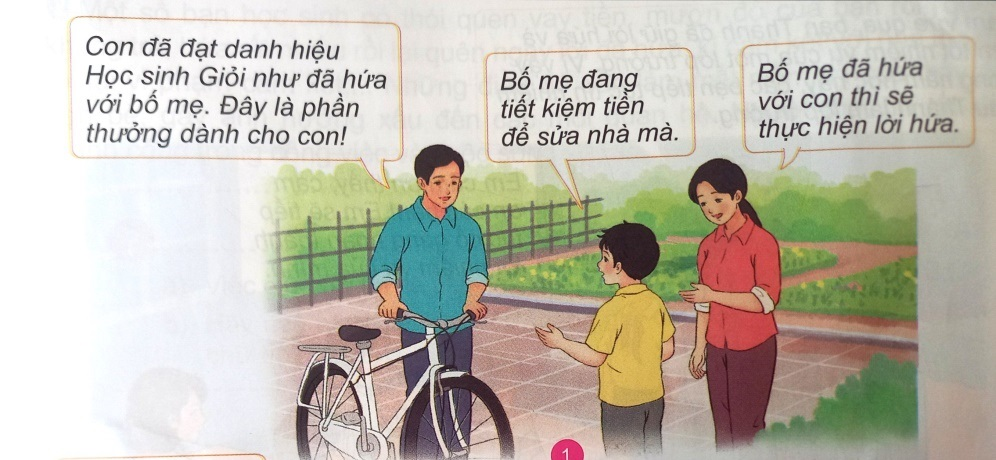 Con đã đạt danh hiệu
Học sinh Giỏi như đã hứa
với bố mẹ. Đây là phần
thưởng dành cho con!
Bố mẹ đang
tiết kiệm tiền
để sửa nhà mà.
Bố mẹ đã hứa
với con thì sẽ
thực hiện lời hứa.
1